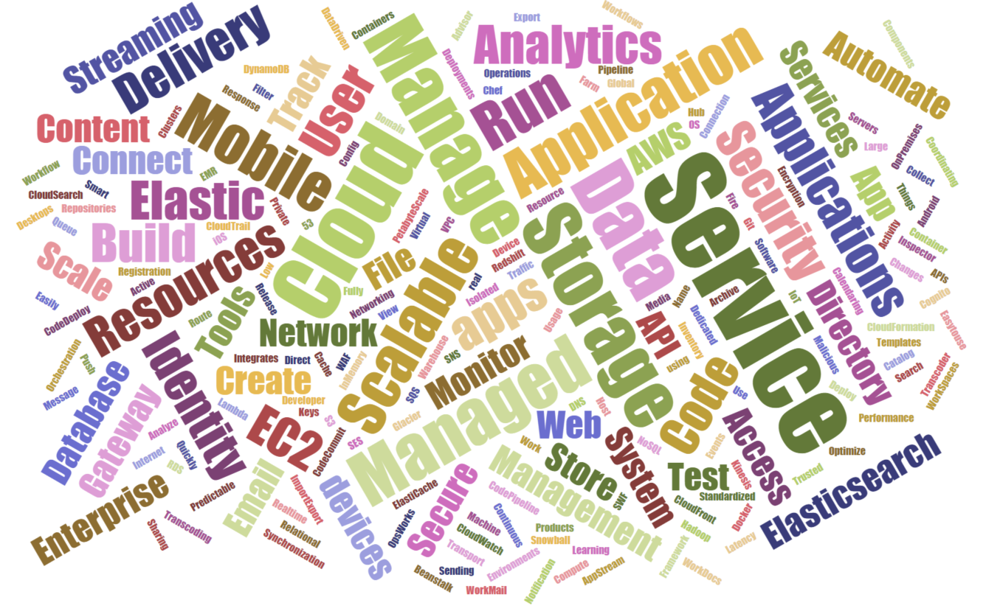 Streaming
Delivery
DataDriven
Containers
Manage
Advisor
Export
Workflows
Analytics
Application
Automate
Components
Services
DynamoDB
Track
User
Deployments
Operations
Pipeline
Farm
Global
Chef
Run
Response
Filter
Clusters
Mobile
Content
Connect
Config
Domain
Hub
OS
Connection
AWS
Applications
Servers
Large
OnPremises
Coordinating
Collect
Workflow
Smart
EMR
CloudSearch
Repositories
Elastic
Private
Cloud
PetabyteScale
Virtual
VPC
Resource
Data
Service
Security
Encryption
Fire
App
Things
Android
Desktops
Queue
CloudTrail
iOS
53
Build
Device
Redshift
Traffic
Storage
Git
Software
Activity
Container
Inspector
Changes
APIs
Scale
Registration
Active
Resources
Low
Release
File
Fully
Networking
View
Scalable
real
Isolated
apps
Usage
Media
Name
Archive
IoT
Calendaring
Directory
Cognito
Easily
CodeDeploy
Route
Tools
Network
Warehouse
SNS
API
Inventory
Dedicated
using
Malicious
CloudFormation
Templates
Catalog
Search
Easytouse
Transcoder
WorkSpaces
Orchestration
Prish
Message
Identity
Integrates
Direct
Cache
WAF
InMemory
SQS
Monitor
Managed
Code
Use
Deploy
Performance
Database
Gateway
Create
Developer
Lambda
Keys
S3
Glacier
DNS
Host
Analyze
Internet
Quickly
RDS
EC2
CodeCommit
SES
Web
Work
Store
System
NoSQL
Events
Access
Optimize
Enterprise
Predictable
Email
ImportExport
Realtime
Relational
devices
ElastiCache
Secure
Management
CodePipeline
SWF
Test
Kinesis
Standardized
Trusted
Elasticsearch
Sharing
Transcoding
Synchronization
OpsWorks
Machine
Continuous
CloudWatch
Transport
Products
Snowball
CloudFront
Hadoop
Docker
Latency
Beanstalk
Sending
Environments
Learning
Compute
AppStream
Framework
WorkDocs
WorkMail
Notification